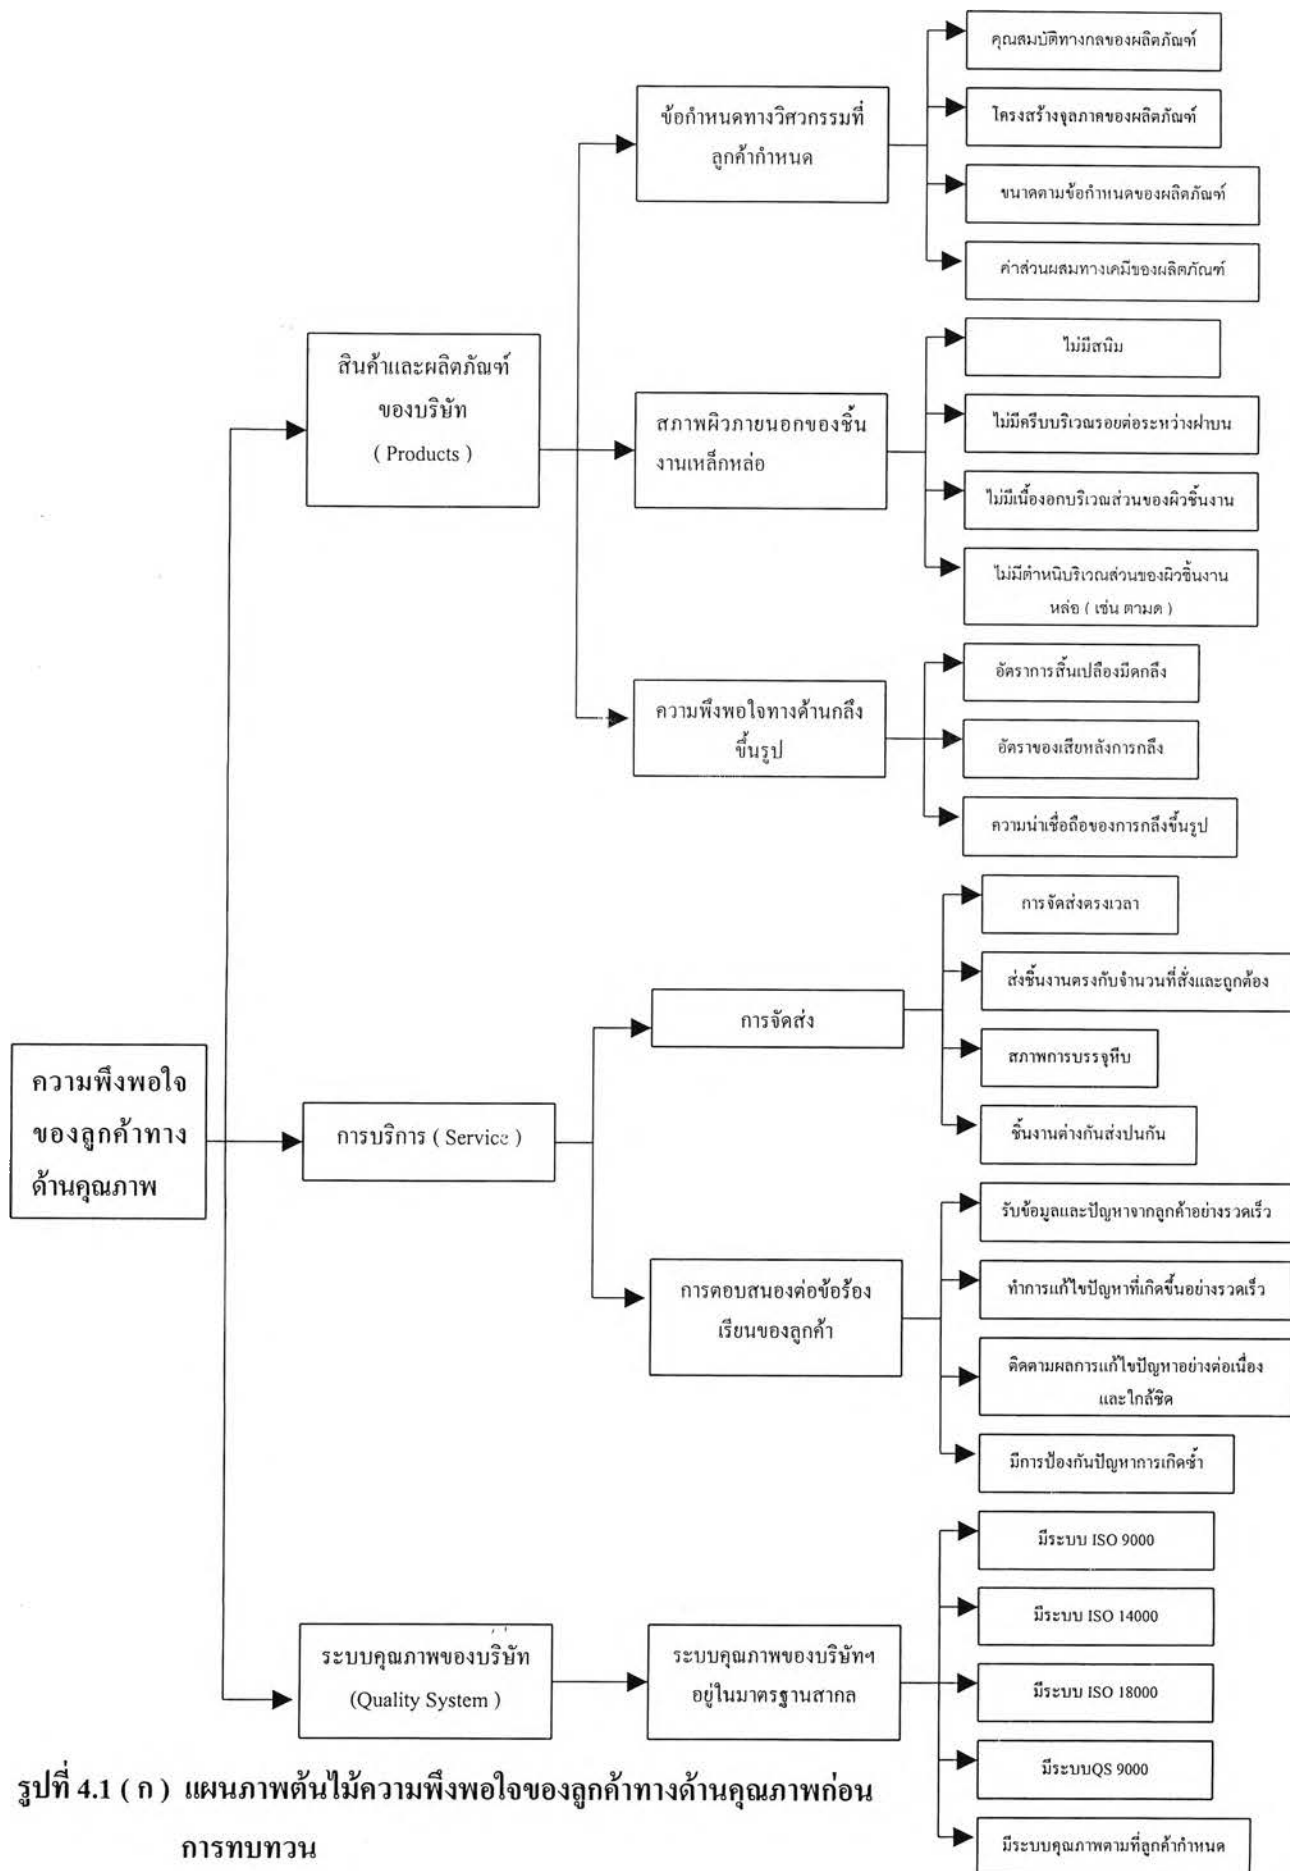 คุณสมบัติทางกลของผลิตภัณฑ์
ข้อกำหนดทางวิศวกรรมที่
ลูกค้ากำหนด
โครงสร้างจุลภาคของผลิตภัณฑ์
ขนาดตามข้อกำหนดของผลิตภัณฑ์
ค่าส่วนผสมทางเคมีของผลิตภัณฑ์
สินค้าและผลิตภัณฑ์
ของบริษัท
( Products )
สภาพผิวภายนอกของชิ้น
งานเหล็กหล่อ
ไม่มีสนิม
ไม่มีครีบบริเวณรอยต่อระหว่างฝาบน
ไม่มีเนื้องอกบริเวณส่วนของผิวชิ้นงาน
ไม่มีตำหนิบริเวณส่วนของผิวชิ้นงาน
หล่อ ( เช่น ตามด )
ความพึงพอใจทางด้านกลึง
ขึ้นรูป
อัตราการสิ้นเปลืองมีดกลึง
อัตราของเสียหลังการกลึง
ความน่าเชื่อถือของการกลึงขึ้นรูป
ความพึงพอใจ
ของลูกค้าทาง
ด้านคุณภาพ
การบริการ ( Service )
การจัดส่ง
การจัดส่งตรงเวลา
ส่งชิ้นงานตรงกับจำนวนที่สั่งและถูกต้อง
สภาพการบรรจุหีบ
ชิ้นงานต่างกันส่งปนกัน
การตอบสนองต่อข้อร้อง
เรียนของลูกค้า
รับข้อมูลและปัญหาจากลูกค้าอย่างรวดเร็ว
ทำการแก้ไขปัญหาที่เกิดขึ้นอย่างรวดเร็ว
ติดตามผลการแก้ไขปัญหาอย่างต่อเนื่อง
และใกล้ชิด
มีการป้องกันปัญหาการเกิดซ้ำ
ระบบคุณภาพของบริษัท
(Quality System )
ระบบคุณภาพของบริษัทฯ
อยู่ในมาตรฐานสากล
มีระบบ ISO 9000
มีระบบ ISO 14000
มีระบบ ISO 18000
มีระบบQS 9000
มีระบบคุณภาพตามที่ลูกค้ากำหนด
รูปที่ 4.1 ( ก ) แผนภาพต้นไม้ความพึงพอใจของลูกค้าทางด้านคุณภาพก่อน
การทบทวน